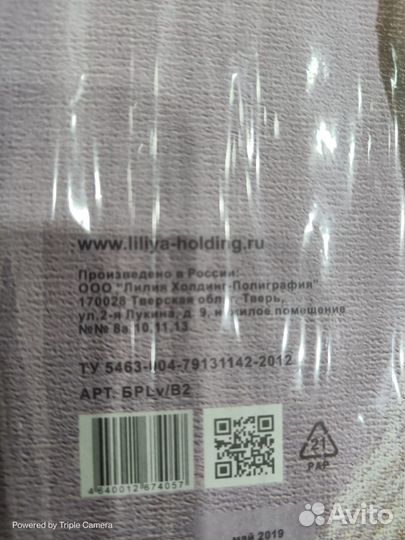 www.liliya-holding.ru
Произведено в России:
ООО "Лилия Холдинг-Полиграфия"
170028 Тверская обл., Тверь,
ул.2-я Лукина, д. 9, нежилое помещение
№№ 8а 10.11.13.
ТУ 5463-004-79131142-2012
АРТ. БPLv/B2
4640012674057
21
PAP
май 2019
Powered by Triple Camera
Avito